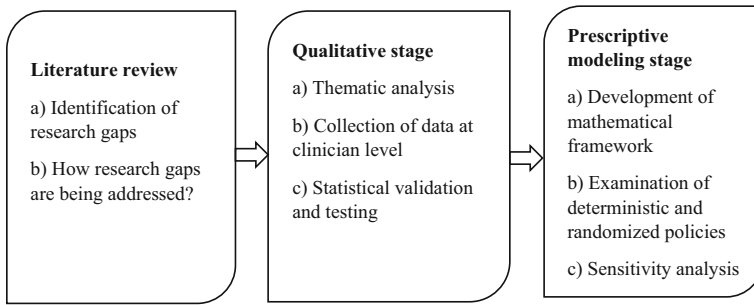 Literature review
a) Identification of
research gaps
b) How research gaps
are being addressed?
Qualitative stage
a) Thematic analysis
b) Collection of data at
clinician level
c) Statistical validation
and testing
Prescriptive
modeling stage
a) Development of
mathematical
framework
b) Examination of
deterministic and
randomized policies
c) Sensitivity analysis